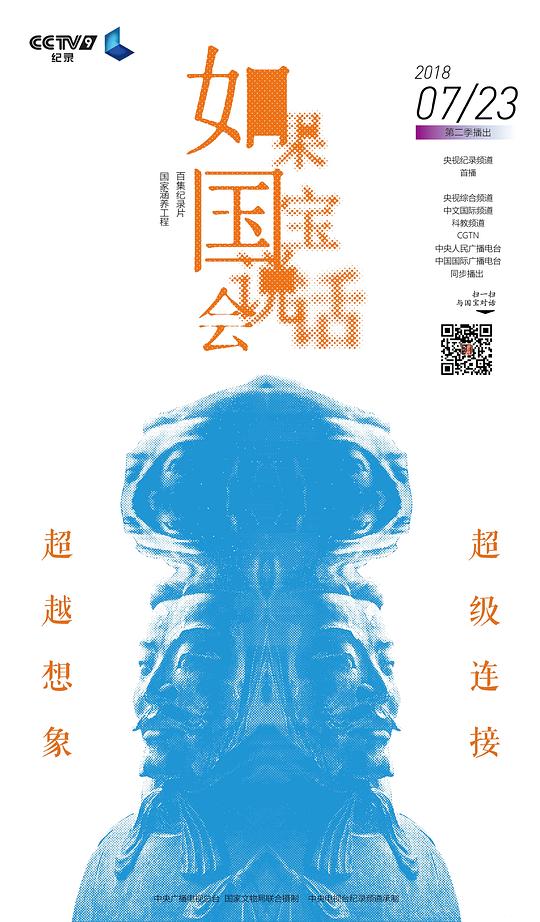 CCTV9
纪录
如果
国宝
会说话
百集纪录片
国家涵养工程
2018
07/23
第二季播出
央视纪录频道
首播
央视综合频道
中文国际频道
科教频道
CGTN
中央人民广播电台
中国国际广播电台
同步播出
扫一扫
与国宝对话
超越想象
超级连接
中央广播电视总台 国家文物局联合摄制 中央电视台纪录频道承制